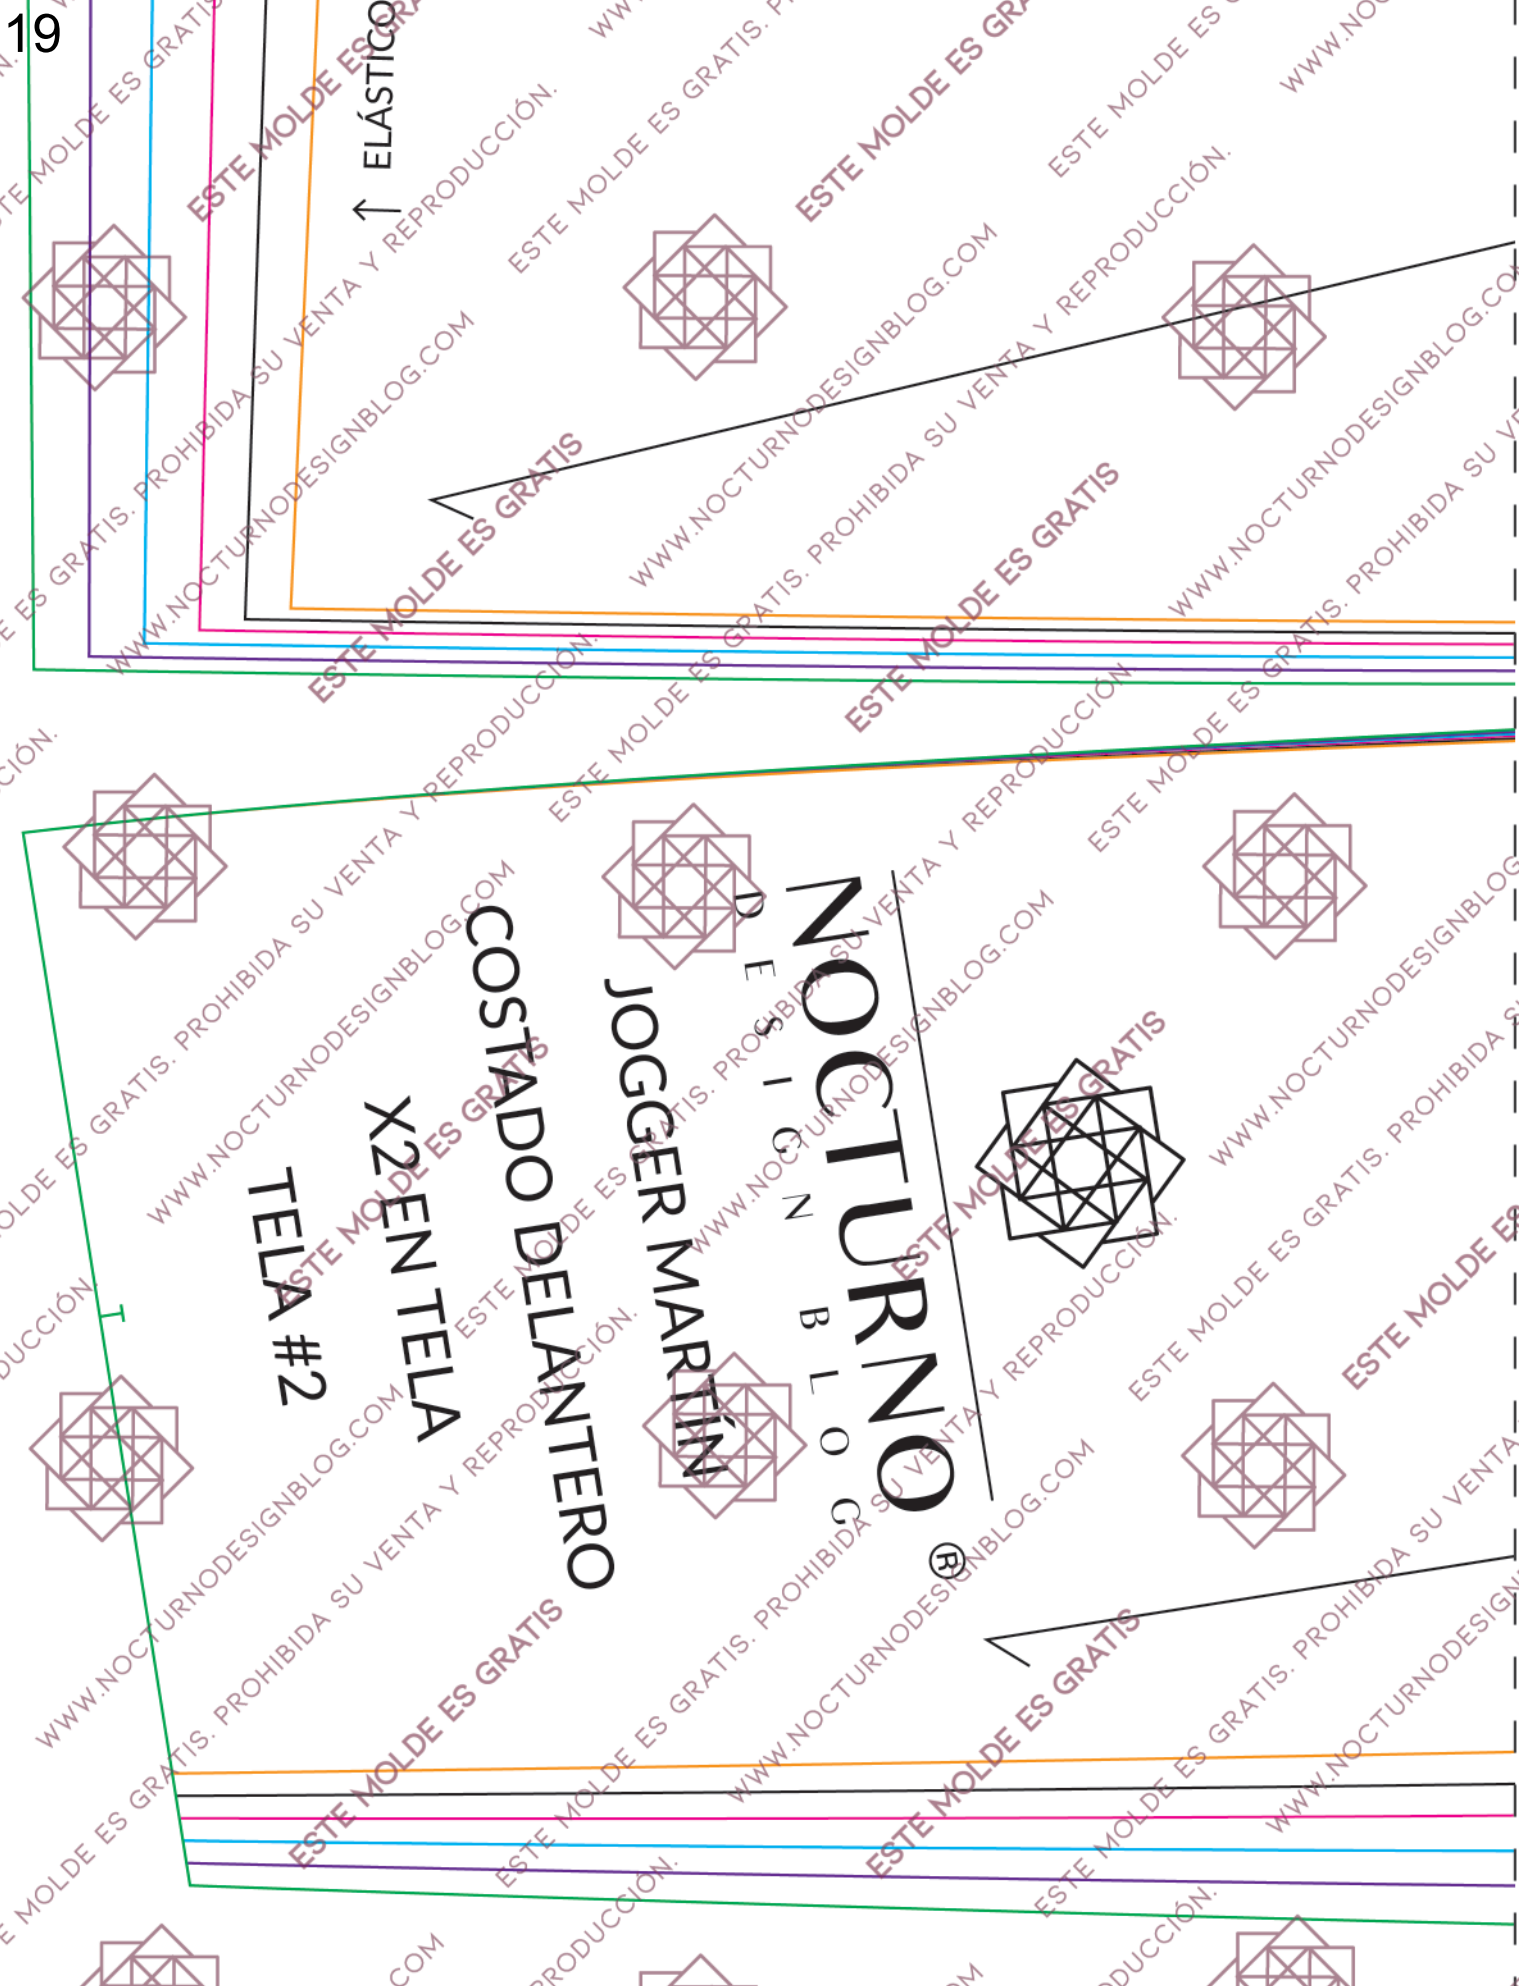 19
← ELÁSTICO
NOCTURNO®
DESIGN BLOG
JOGGER MARTÍN
COSTADO DELANTERO
X2 EN TELA
TELA #2
ESTE MOLDE ES GRATIS
ESTE MOLDE ES GRATIS. PROHIBIDA SU VENTA Y REPRODUCCIÓN.
WWW.NOCTURNODESIGNBLOG.COM